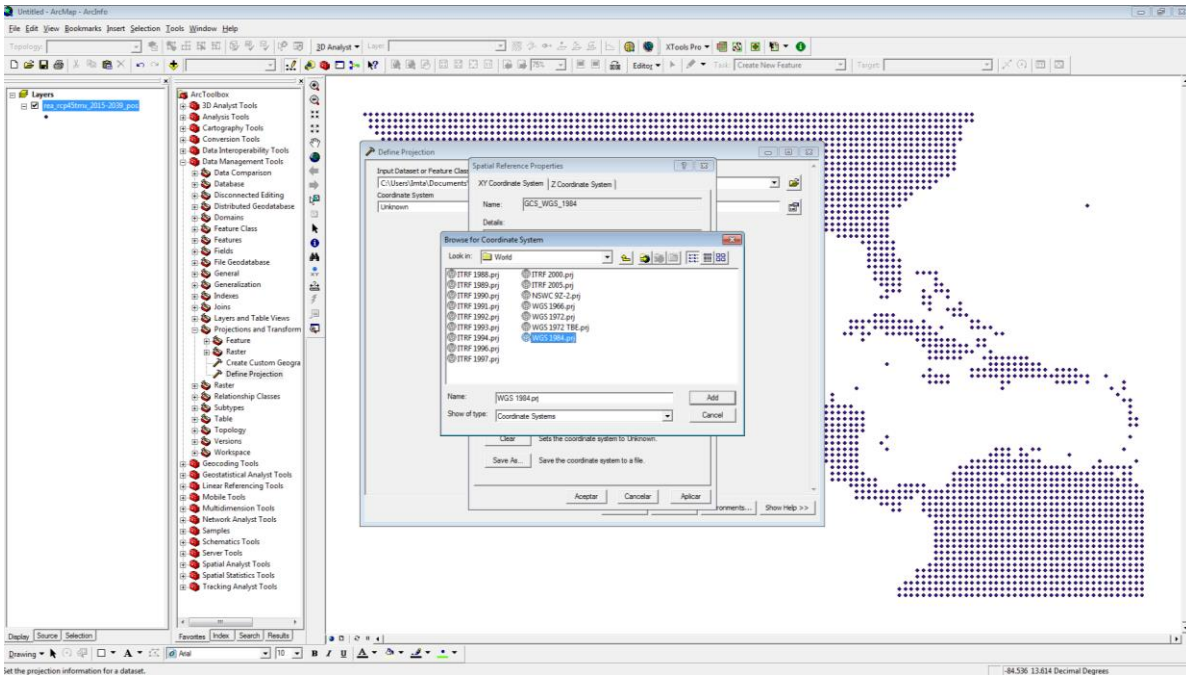 Untitled - ArcMap - ArcInfo
File Edit View Bookmarks Insert Selection Tools Window Help
Topology: 3D Analyst Layer: XTools Pro
75% Editor Task: Create New Feature Target:
Layers
rea_rcp45tmx_2015-2039_pos
ArcToolbox
3D Analyst Tools
Analysis Tools
Cartography Tools
Conversion Tools
Data Interoperability Tools
Data Management Tools
Data Comparison
Database
Disconnected Editing
Distributed Geodatabase
Domains
Feature Class
Features
Fields
File Geodatabase
General
Generalization
Indexes
Joins
Layers and Table Views
Projections and Transform
Feature
Raster
Create Custom Geogra
Define Projection
Raster
Relationship Classes
Subtypes
Table
Topology
Versions
Workspace
Geocoding Tools
Geostatistical Analyst Tools
Linear Referencing Tools
Mobile Tools
Multidimension Tools
Network Analyst Tools
Samples
Schematics Tools
Server Tools
Spatial Analyst Tools
Spatial Statistics Tools
Tracking Analyst Tools
Define Projection
Input Dataset or Feature Class
C:\Users\Imta\Documents\
Coordinate System
Unknown
Spatial Reference Properties
XY Coordinate System Z Coordinate System
Name: GCS_WGS_1984
Details:
Browse for Coordinate System
Look in: World
ITRF 1988.prj ITRF 2000.prj
ITRF 1989.prj ITRF 2005.prj
ITRF 1990.prj NSWC 9Z-2.prj
ITRF 1991.prj WGS 1966.prj
ITRF 1992.prj WGS 1972.prj
ITRF 1993.prj WGS 1972 TBE.prj
ITRF 1994.prj WGS 1984.prj
ITRF 1996.prj
ITRF 1997.prj
Name: WGS 1984.prj Add
Show of type: Coordinate Systems Cancel
Clear Sets the coordinate system to Unknown.
Save As... Save the coordinate system to a file.
Aceptar Cancelar Aplicar
ronments... Show Help >>
Display Source Selection Favorites Index Search Results
Drawing A Arial 10 B I U A
Set the projection information for a dataset. -84.536 13.614 Decimal Degrees